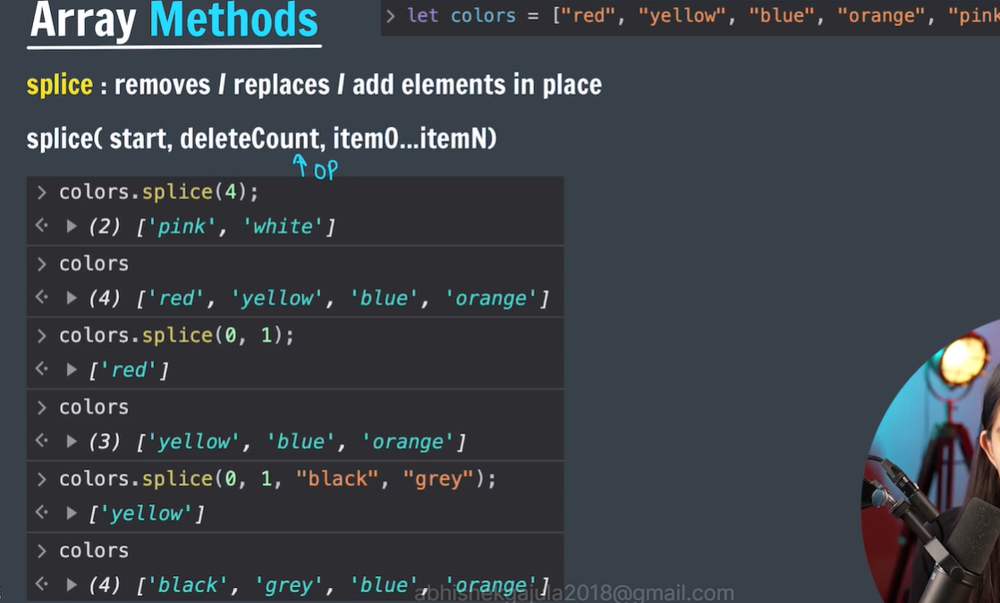 Array Methods
> let colors = ["red", "yellow", "blue", "orange", "pink
splice : removes / replaces / add elements in place
splice( start, deleteCount, item0...itemN)
↑ OP
> colors.splice(4);
<· ▶ (2) ['pink', 'white']
> colors
<· ▶ (4) ['red', 'yellow', 'blue', 'orange']
> colors.splice(0, 1);
<· ▶ ['red']
> colors
<· ▶ (3) ['yellow', 'blue', 'orange']
> colors.splice(0, 1, "black", "grey");
<· ▶ ['yellow']
> colors
<· ▶ (4) ['black', 'grey', 'blue', 'orange']
abhishekgajula2018@gmail.com